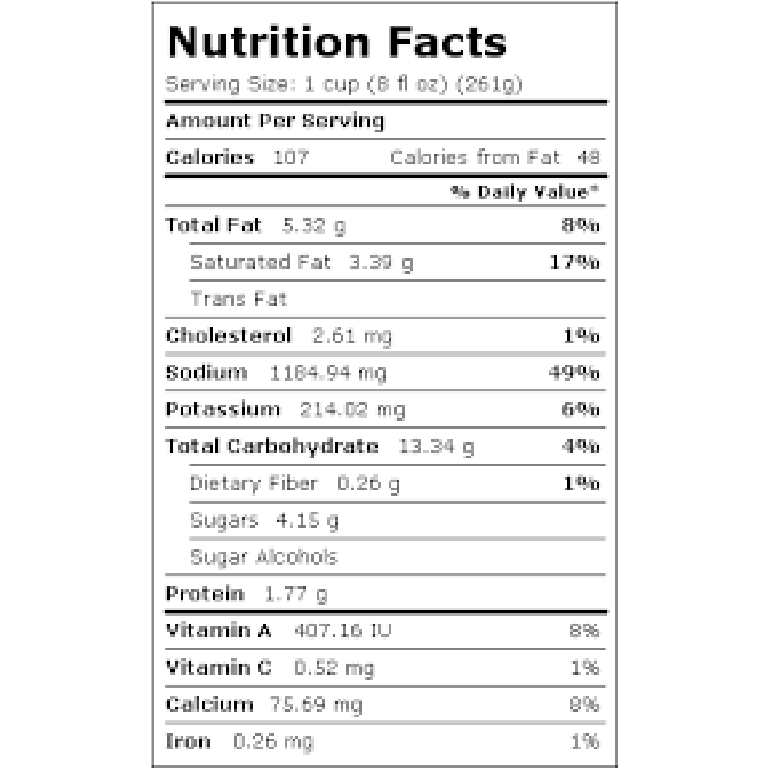 Nutrition Facts
Serving Size: 1 cup (8 fl oz) (261g)
Amount Per Serving
Calories 107 Calories from Fat 48
% Daily Value*
Total Fat 5.32 g 8%
Saturated Fat 3.39 g 17%
Trans Fat
Cholesterol 2.61 mg 1%
Sodium 1184.94 mg 49%
Potassium 214.02 mg 6%
Total Carbohydrate 13.34 g 4%
Dietary Fiber 0.26 g 1%
Sugars 4.15 g
Sugar Alcohols
Protein 1.77 g
Vitamin A 407.16 IU 8%
Vitamin C 0.52 mg 1%
Calcium 75.69 mg 8%
Iron 0.26 mg 1%